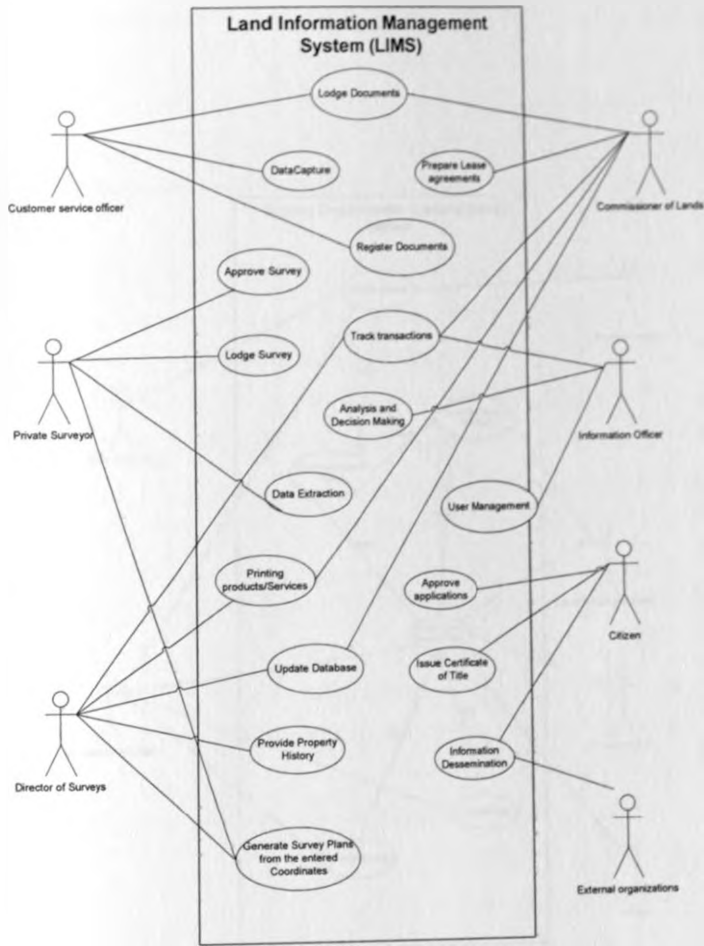 Land Information Management
System (LIMS)
Lodge Documents
Customer service officer
DataCapture
Prepare Lease
agreements
Commissioner of Lands
Register Documents
Approve Survey
Track transactions
Lodge Survey
Private Surveyor
Analysis and
Decision Making
Information Officer
Data Extraction
User Management
Printing
products/Services
Approve
applications
Citizen
Update Database
Issue Certificate
of Title
Director of Surveys
Provide Property
History
Information
Dessemination
Generate Survey Plans
from the entered
Coordinates
External organizations